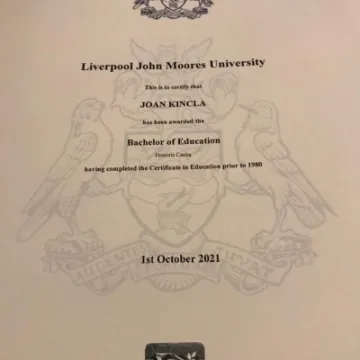 Liverpool John Moores University
This is to certify that
JOAN KINCLA
has been awarded the
Bachelor of Education
Honoris Causa
having completed the Certificate in Education prior to 1980
1st October 2021